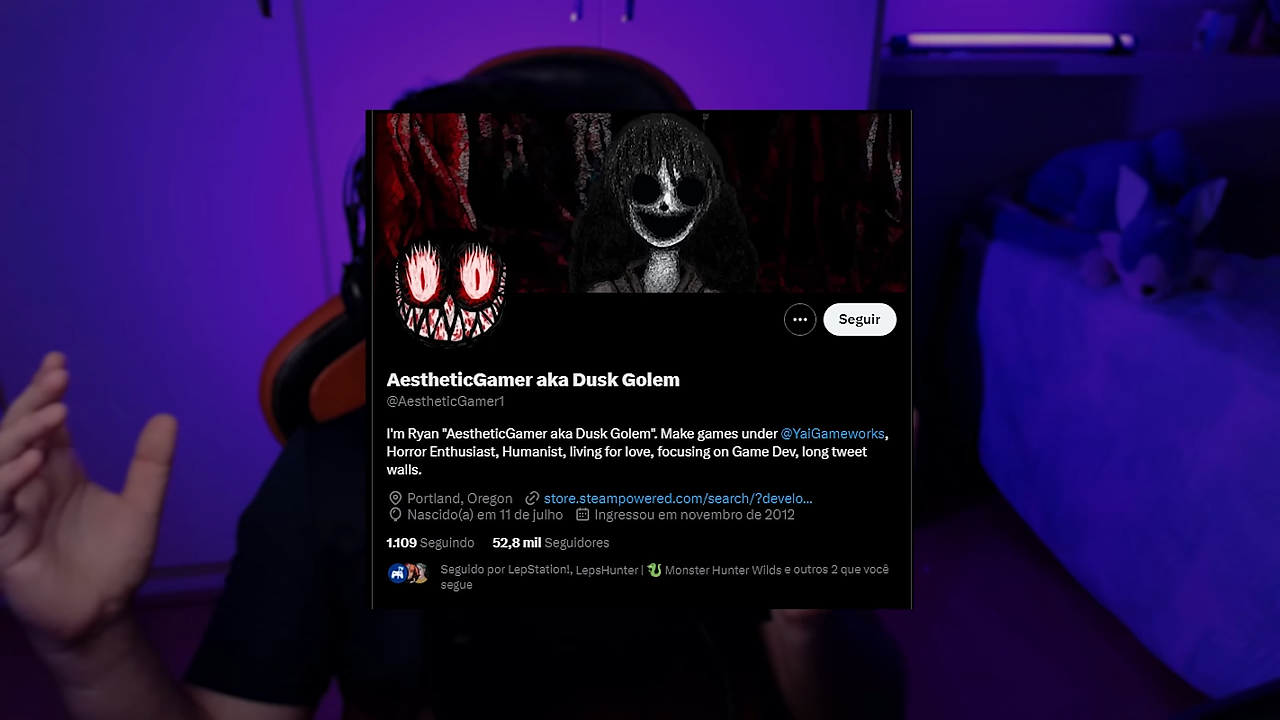 Seguir
AestheticGamer aka Dusk Golem
@AestheticGamer1
I'm Ryan "AestheticGamer aka Dusk Golem". Make games under @YaiGameworks,
Horror Enthusiast, Humanist, living for love, focusing on Game Dev, long tweet
walls.
Portland, Oregon store.steampowered.com/search/?develo...
Nascido(a) em 11 de julho Ingressou em novembro de 2012
1.109 Seguindo 52,8 mil Seguidores
Seguido por LepStation!, LepsHunter | Monster Hunter Wilds e outros 2 que você
segue